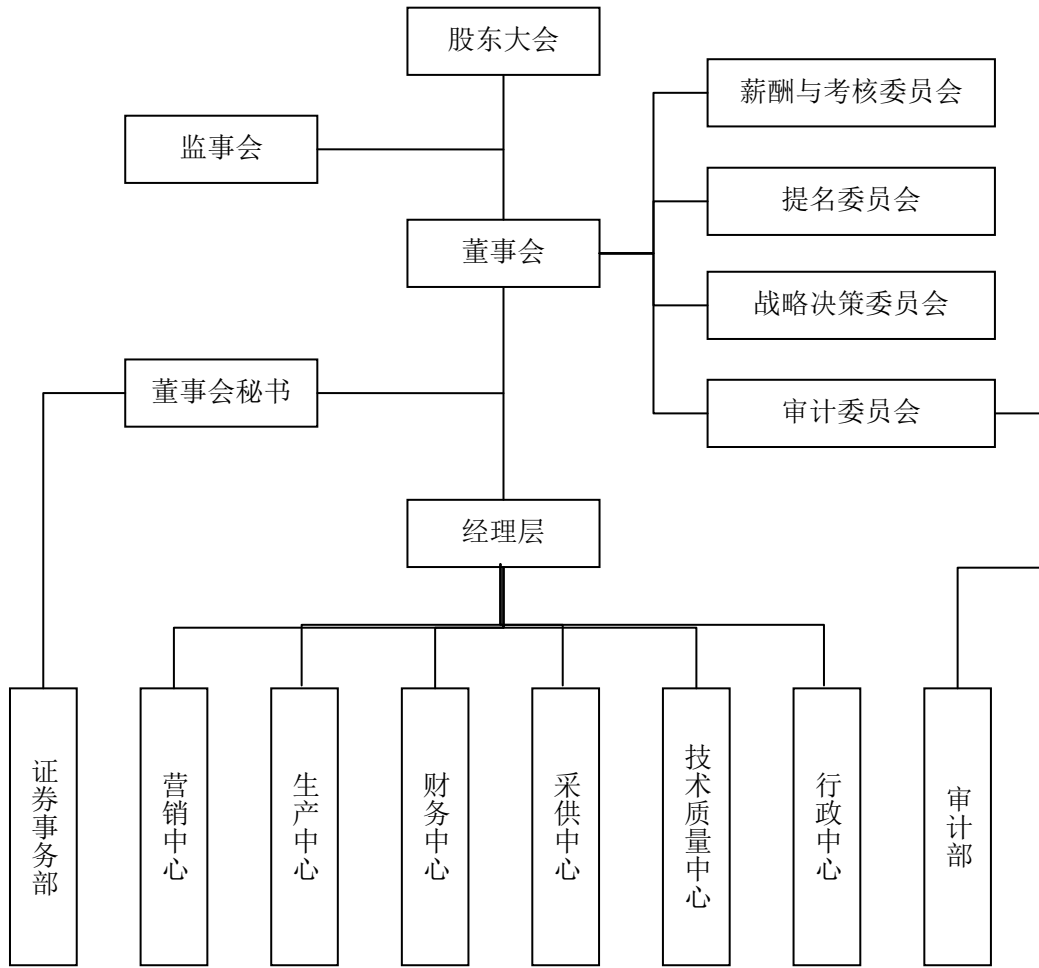 股东大会
薪酬与考核委员会
监事会
提名委员会
董事会
战略决策委员会
董事会秘书
审计委员会
经理层
证券事务部
营销中心
生产中心
财务中心
采供中心
技术质量中心
行政中心
审计部